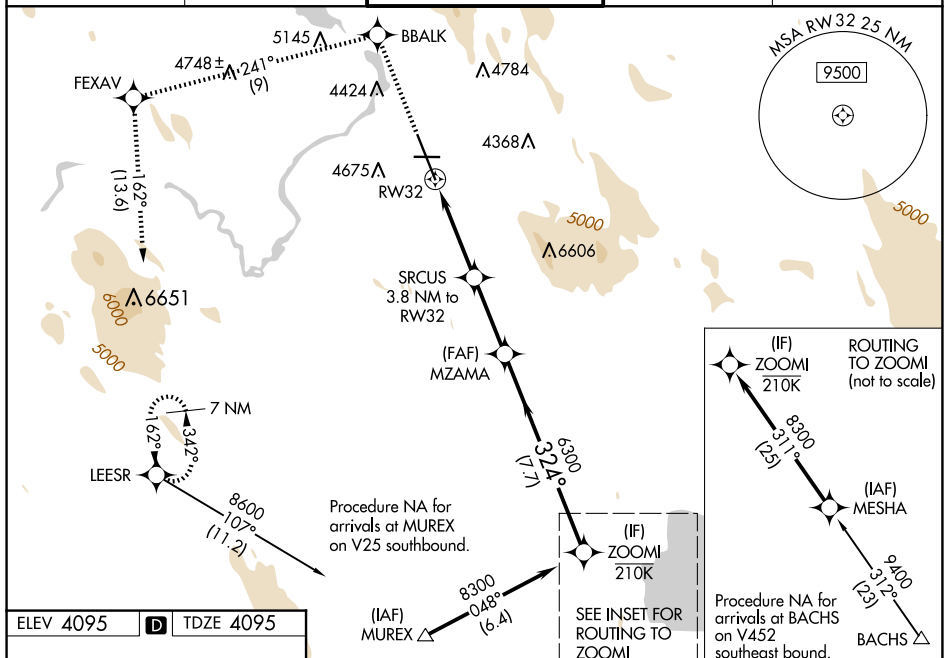 5145
BBALK
MSA RW32 25 NM
9500
4748±
241°
(9)
4784
FEXAV
4424
4368
162°
(13.6)
4675
RW32
5000
5000
6606
SRCUS
3.8 NM to
RW32
6651
6000
5000
(FAF)
MZAMA
(IF)
ZOOMI
210K
ROUTING
TO ZOOMI
(not to scale)
7 NM
162°
342°
LEESR
8600
107°
(11.2)
6300
324°
(7.7)
8300
311°
(25)
(IAF)
MESHA
Procedure NA for
arrivals at MUREX
on V25 southbound.
(IF)
ZOOMI
210K
8300
048°
(6.4)
(IAF)
MUREX
SEE INSET FOR
ROUTING TO
ZOOMI
9400
312°
(23)
Procedure NA for
arrivals at BACHS
on V452
southeast bound.
BACHS
ELEV 4095 D TDZE 4095